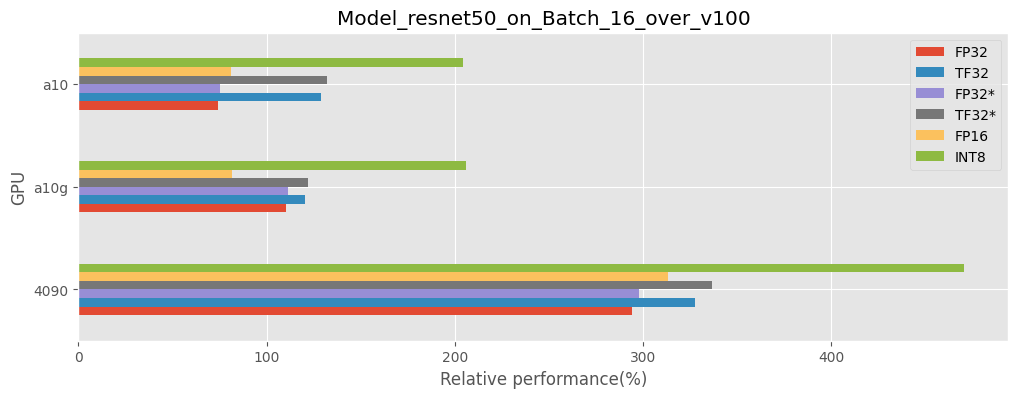 Model_resnet50_on_Batch_16_over_v100
FP32
TF32
FP32*
TF32*
FP16
INT8
GPU
a10
a10g
4090
0 100 200 300 400
Relative performance(%)